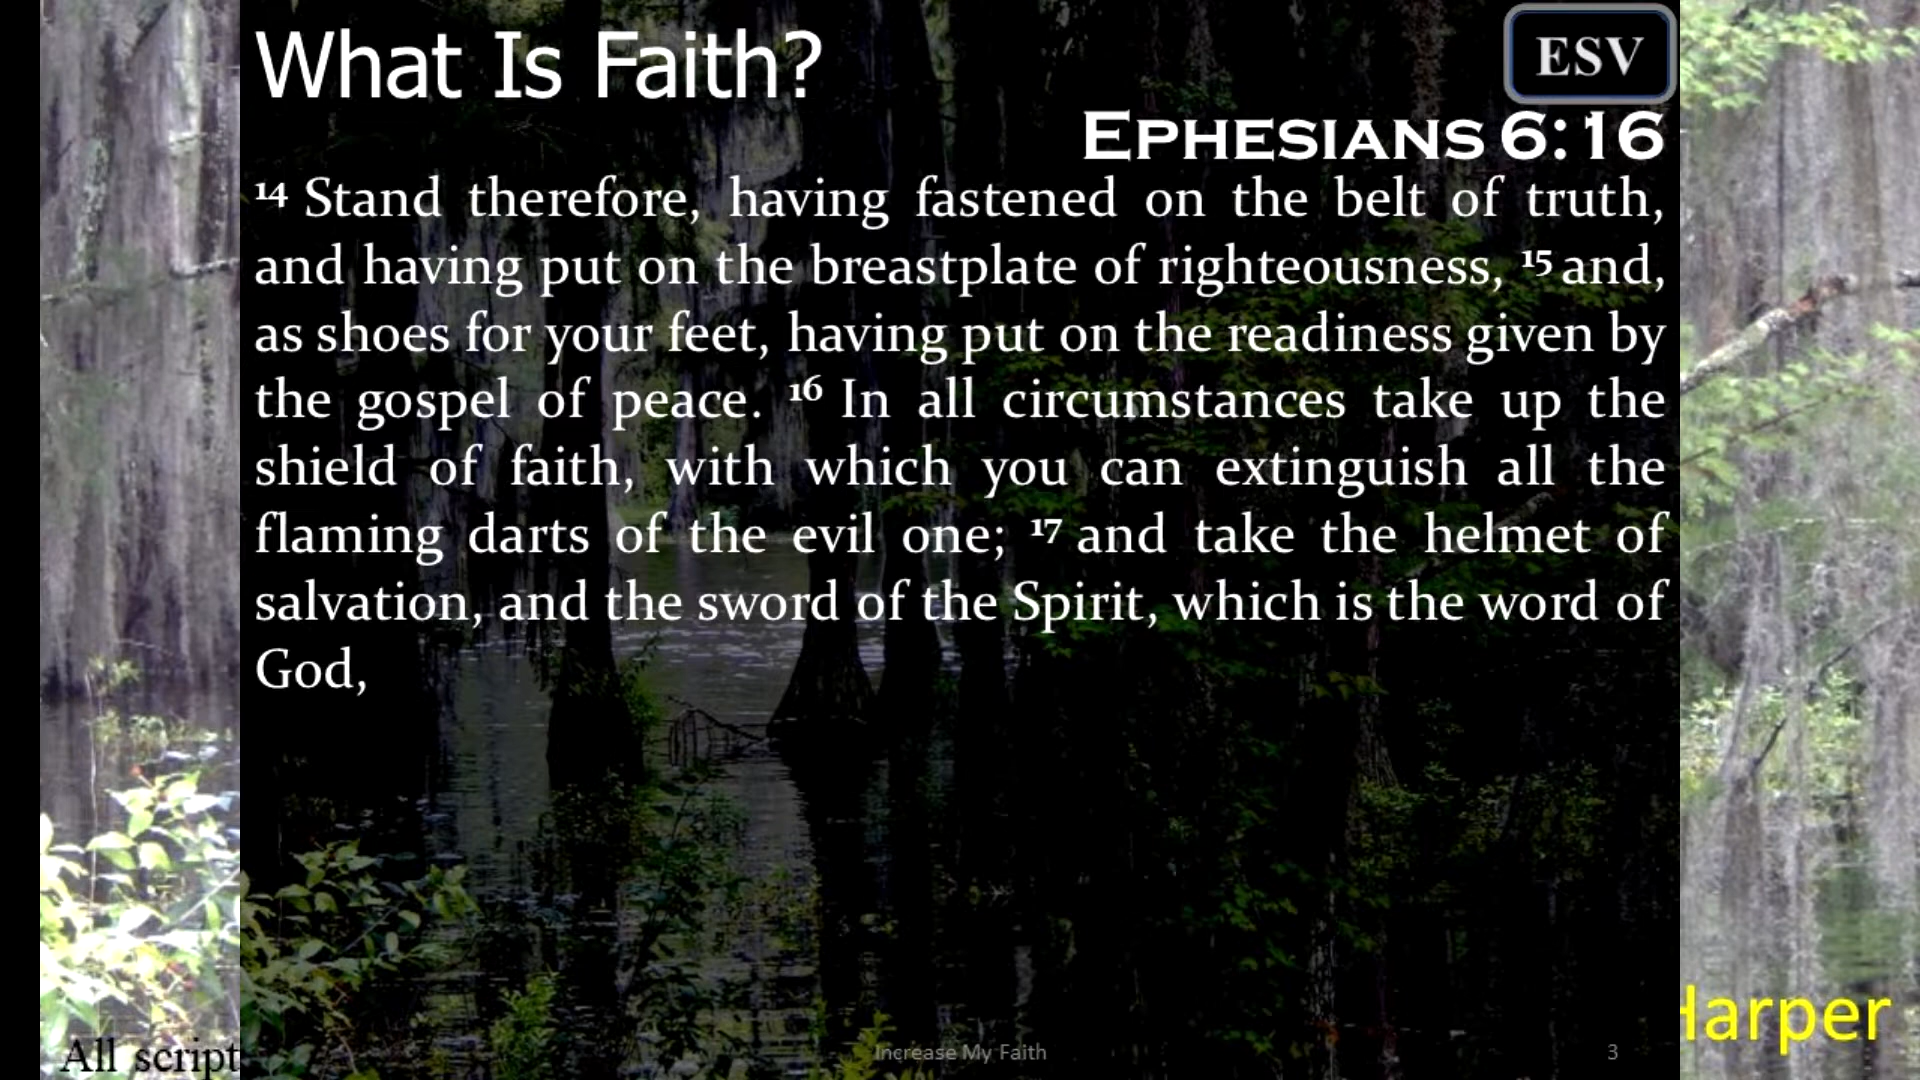 What Is Faith?
ESV
EPHESIANS 6:16
14 Stand therefore, having fastened on the belt of truth,
and having put on the breastplate of righteousness, 15 and,
as shoes for your feet, having put on the readiness given by
the gospel of peace. 16 In all circumstances take up the
shield of faith, with which you can extinguish all the
flaming darts of the evil one; 17 and take the helmet of
salvation, and the sword of the Spirit, which is the word of
God,
Harper
All script
Increase My Faith
3